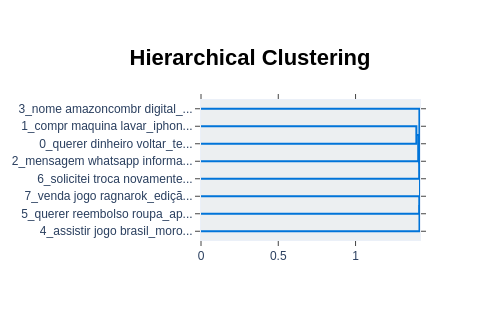 Hierarchical Clustering
3_nome amazoncombr digital_...
1_compr maquina lavar_iphon...
0_querer dinheiro voltar_te...
2_mensagem whatsapp informa...
6_solicitei troca novamente...
7_venda jogo ragnarok_ediçã...
5_querer reembolso roupa_ap...
4_assistir jogo brasil_moro...
0 0.5 1